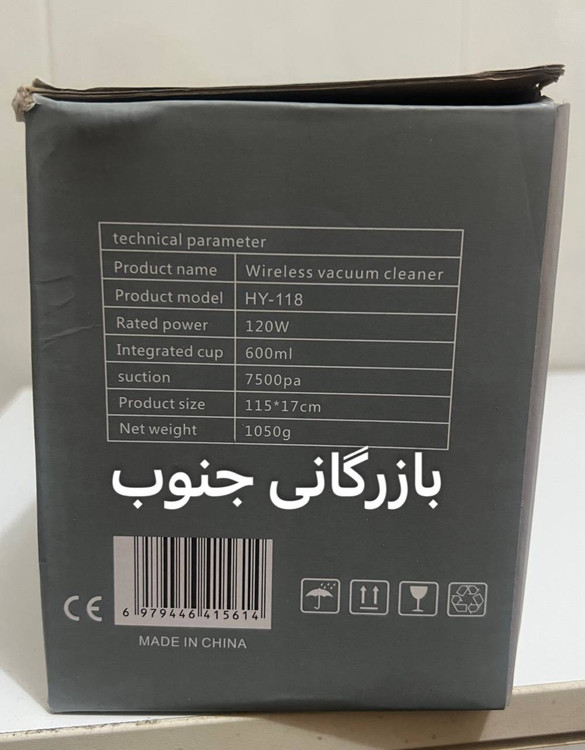 technical parameter
Product name Wireless vacuum cleaner
Product model HY-118
Rated power 120W
Integrated cup 600ml
suction 7500pa
Product size 115*17cm
Net weight 1050g
بازرگانی جنوب
CE
6 979446 415614
MADE IN CHINA